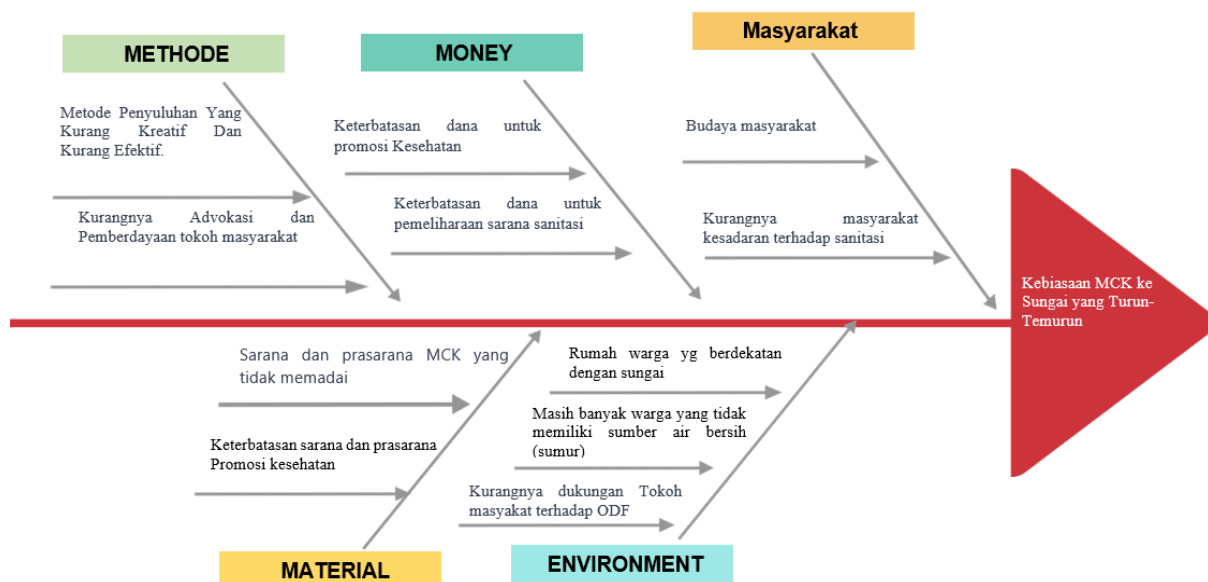 METHODE
Metode Penyuluhan Yang
Kurang Kreatif Dan
Kurang Efektif.
Kurangnya Advokasi dan
Pemberdayaan tokoh masyarakat
MONEY
Keterbatasan dana untuk
promosi Kesehatan
Keterbatasan dana untuk
pemeliharaan sarana sanitasi
Masyarakat
Budaya masyarakat
Kurangnya masyarakat
kesadaran terhadap sanitasi
Kebiasaan MCK ke
Sungai yang Turun-
Temurun
Sarana dan prasarana MCK yang
tidak memadai
Keterbatasan sarana dan prasarana
Promosi kesehatan
MATERIAL
Rumah warga yg berdekatan
dengan sungai
Masih banyak warga yang tidak
memiliki sumber air bersih
(sumur)
Kurangnya dukungan Tokoh
masyakat terhadap ODF
ENVIRONMENT